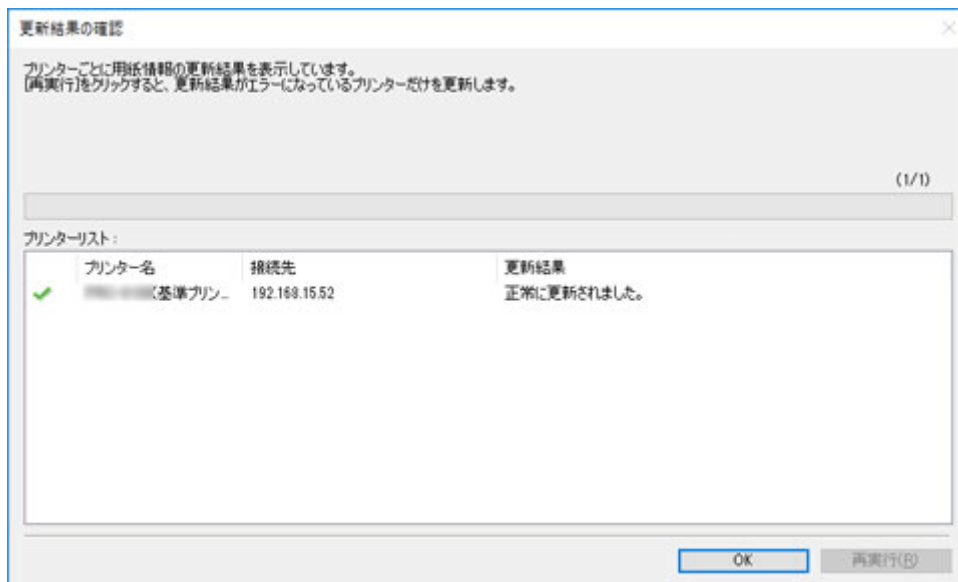 更新結果の確認
プリンターごとに用紙情報の更新結果を表示しています。
[再実行]をクリックすると、更新結果がエラーになっているプリンターだけを更新します。
(1/1)
プリンターリスト:
プリンター名 接続先 更新結果
(基準プリン... 192.168.15.52 正常に更新されました。
OK 再実行(R)